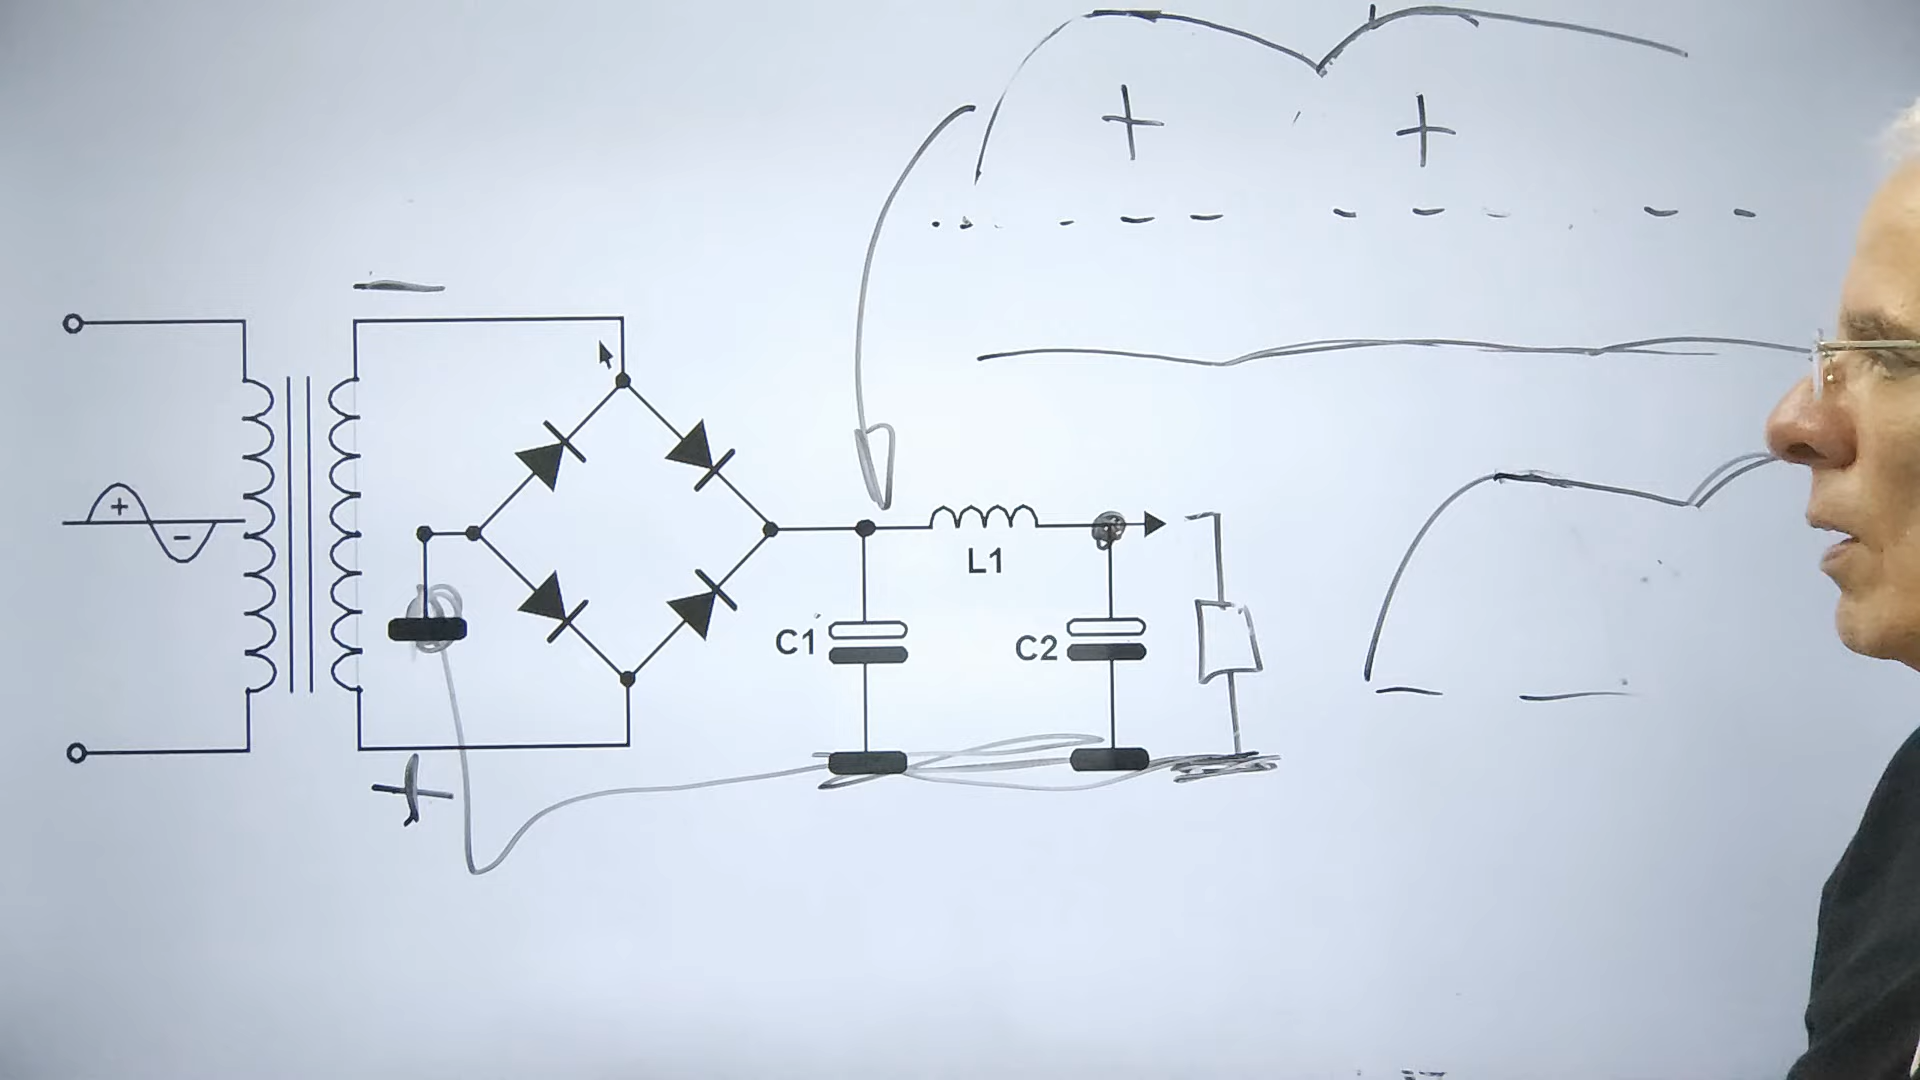 + +
−
+
−
L1
C1
C2
+